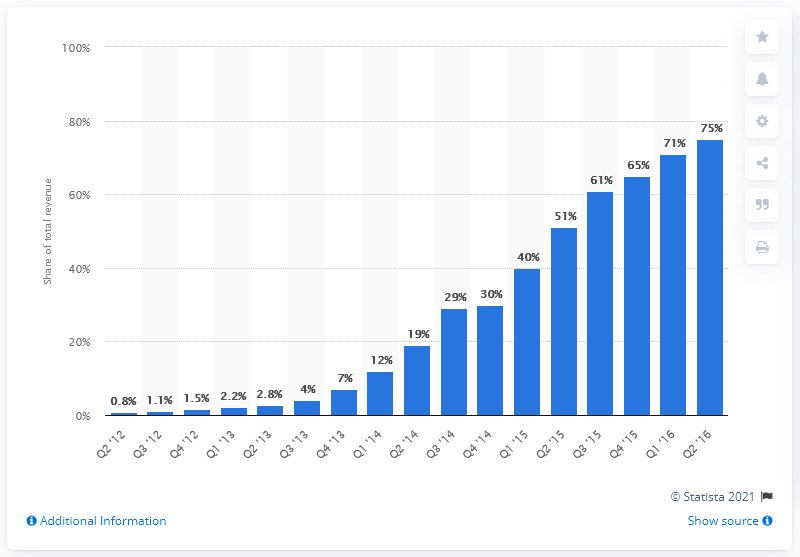 100%
80%
60%
40%
20%
0%
Share of total revenue
0.8%
1.1%
1.5%
2.2%
2.8%
4%
7%
12%
19%
29%
30%
40%
51%
61%
65%
71%
75%
Q2 '12
Q3 '12
Q4 '12
Q1 '13
Q2 '13
Q3 '13
Q4 '13
Q1 '14
Q2 '14
Q3 '14
Q4 '14
Q1 '15
Q2 '15
Q3 '15
Q4 '15
Q1 '16
Q2 '16
© Statista 2021
Additional Information
Show source